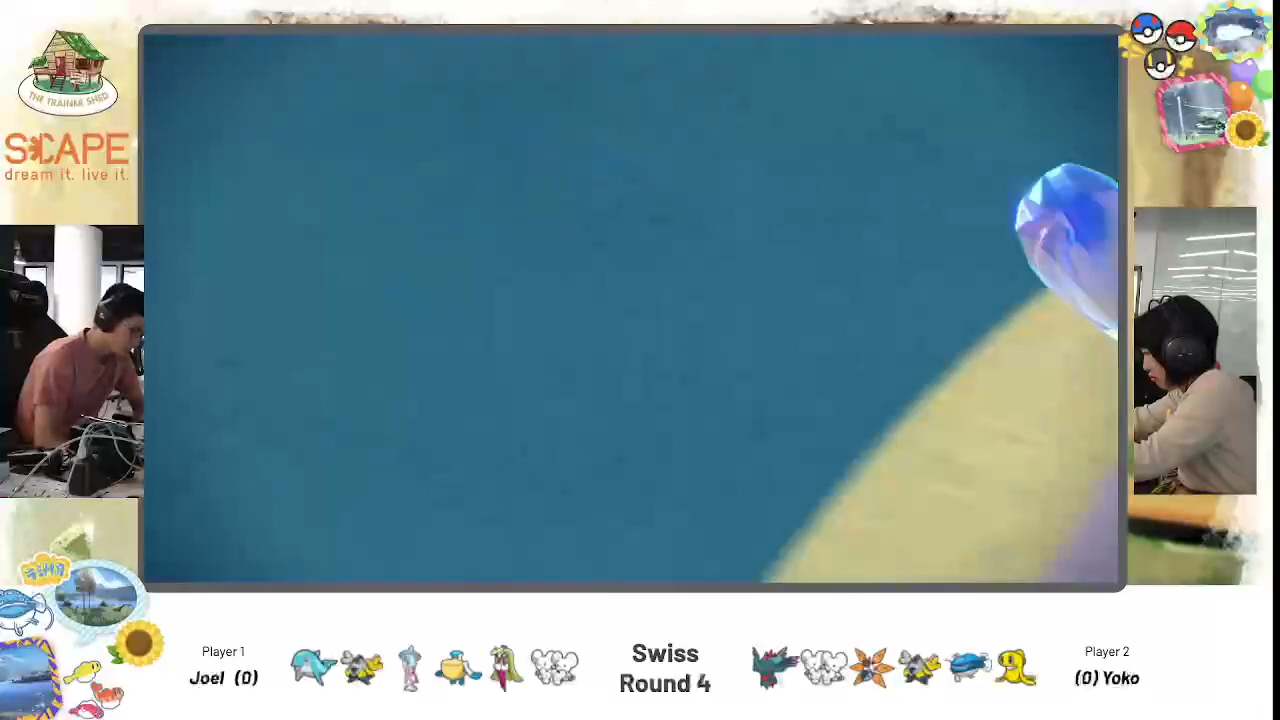 THE TRAINER SHED
SCAPE
dream it. live it.
Player 1
Joel (0)
Swiss
Round 4
Player 2
(0) Yoko